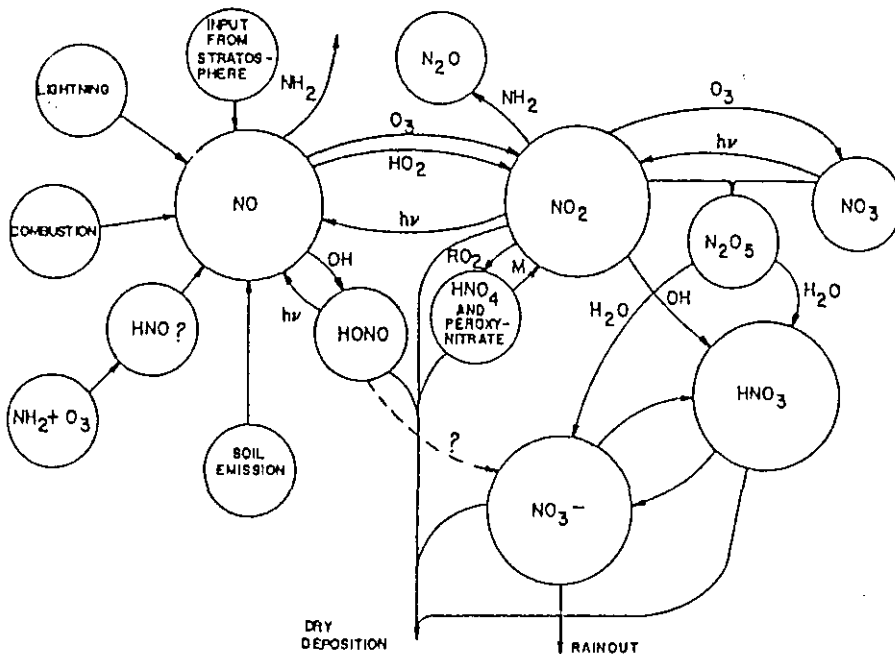 INPUT
FROM
STRATOS-
PHERE
LIGHTNING
NH₂
N₂O
NH₂
O₃
HO₂
O₃
hν
NO
hν
NO₂
NO₃
COMBUSTION
OH
RO₂
M
N₂O₅
HNO ?
hν
HONO
HNO₄
AND
PEROXY-
NITRATE
H₂O
OH
H₂O
HNO₃
NH₂ + O₃
?
SOIL
EMISSION
NO₃⁻
DRY
DEPOSITION
RAINOUT